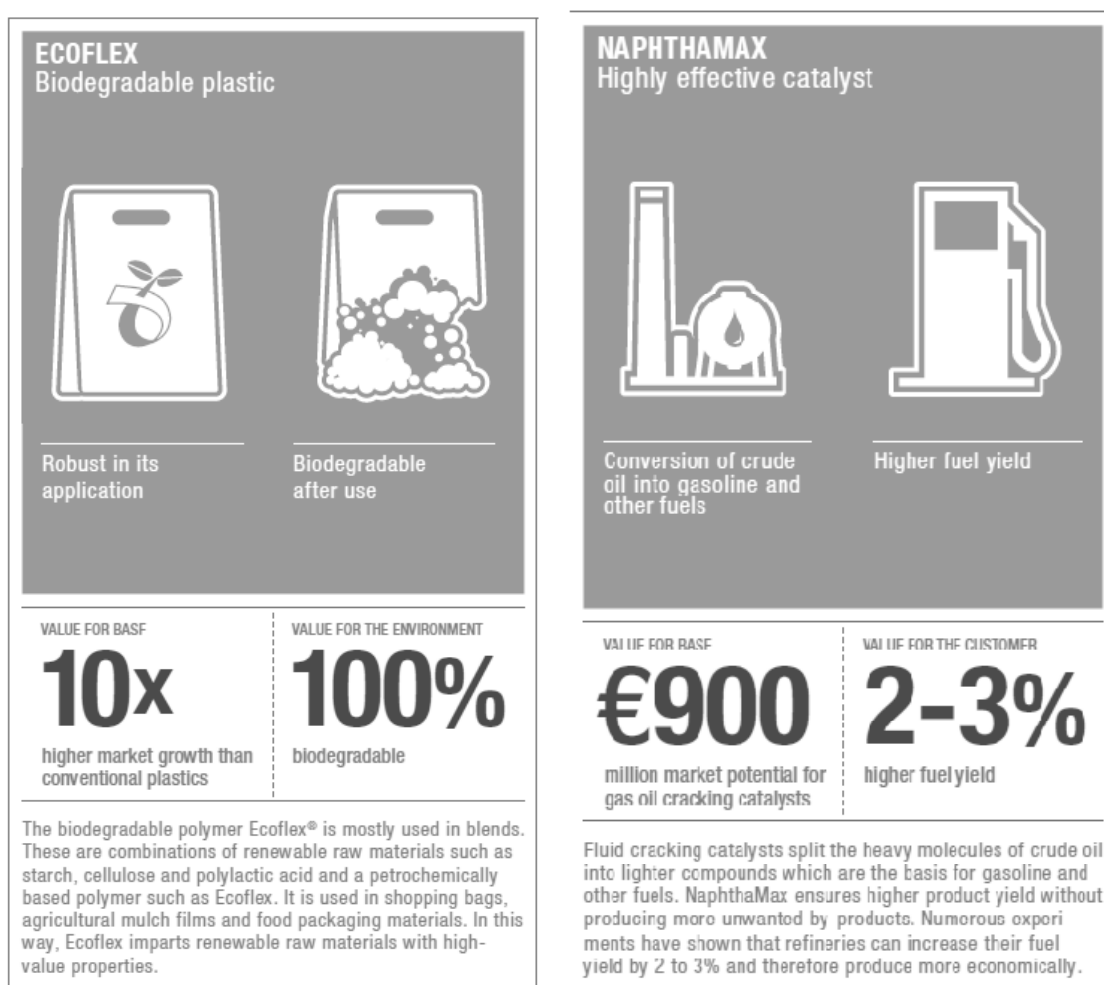 ECOFLEX
Biodegradable plastic
Robust in its
application
Biodegradable
after use
VALUE FOR BASF
10x
higher market growth than
conventional plastics
VALUE FOR THE ENVIRONMENT
100%
biodegradable
The biodegradable polymer Ecoflex® is mostly used in blends.
These are combinations of renewable raw materials such as
starch, cellulose and polylactic acid and a petrochemically
based polymer such as Ecoflex. It is used in shopping bags,
agricultural mulch films and food packaging materials. In this
way, Ecoflex imparts renewable raw materials with high-
value properties.
NAPHTHAMAX
Highly effective catalyst
Conversion of crude
oil into gasoline and
other fuels
Higher fuel yield
VALUE FOR BASF
€900
million market potential for
gas oil cracking catalysts
VALUE FOR THE CUSTOMER
2-3%
higher fuel yield
Fluid cracking catalysts split the heavy molecules of crude oil
into lighter compounds which are the basis for gasoline and
other fuels. NaphthaMax ensures higher product yield without
producing more unwanted by products. Numerous experi
ments have shown that refineries can increase their fuel
yield by 2 to 3% and therefore produce more economically.